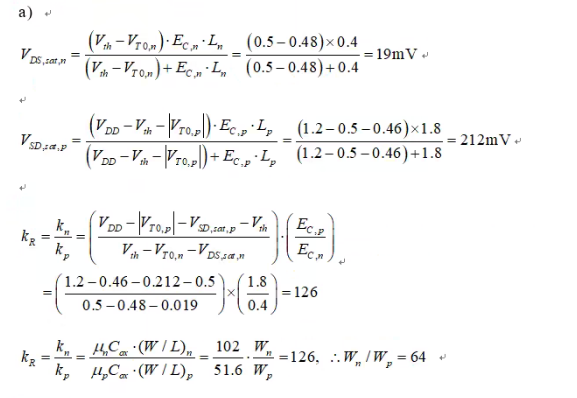 a)
V_{DS,sat,n} = \frac{(V_{th} - V_{T0,n}) \cdot E_{C,n} \cdot L_n}{(V_{th} - V_{T0,n}) + E_{C,n} \cdot L_n} = \frac{(0.5 - 0.48) \times 0.4}{(0.5 - 0.48) + 0.4} = 19mV
V_{SD,sat,p} = \frac{(V_{DD} - V_{th} - |V_{T0,p}|) \cdot E_{C,p} \cdot L_p}{(V_{DD} - V_{th} - |V_{T0,p}|) + E_{C,p} \cdot L_p} = \frac{(1.2 - 0.5 - 0.46) \times 1.8}{(1.2 - 0.5 - 0.46) + 1.8} = 212mV
k_R = \frac{k_n}{k_p} = \left(\frac{V_{DD} - |V_{T0,p}| - V_{SD,sat,p} - V_{th}}{V_{th} - V_{T0,n} - V_{DS,sat,n}}\right) \cdot \left(\frac{E_{C,p}}{E_{C,n}}\right)
= \left(\frac{1.2 - 0.46 - 0.212 - 0.5}{0.5 - 0.48 - 0.019}\right) \times \left(\frac{1.8}{0.4}\right) = 126
k_R = \frac{k_n}{k_p} = \frac{\mu_n C_{ox} \cdot (W / L)_n}{\mu_p C_{ox} \cdot (W / L)_p} = \frac{102}{51.6} \cdot \frac{W_n}{W_p} = 126, ∴ W_n / W_p = 64